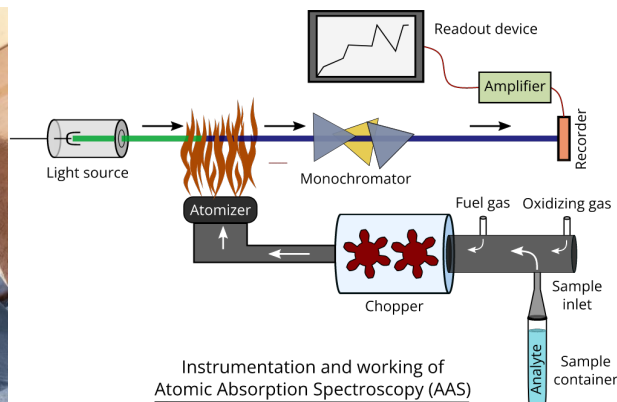 Readout device
Amplifier
Recorder
Light source
Monochromator
Atomizer
Fuel gas
Oxidizing gas
Chopper
Sample
inlet
Analyte
Sample
container
Instrumentation and working of
Atomic Absorption Spectroscopy (AAS)